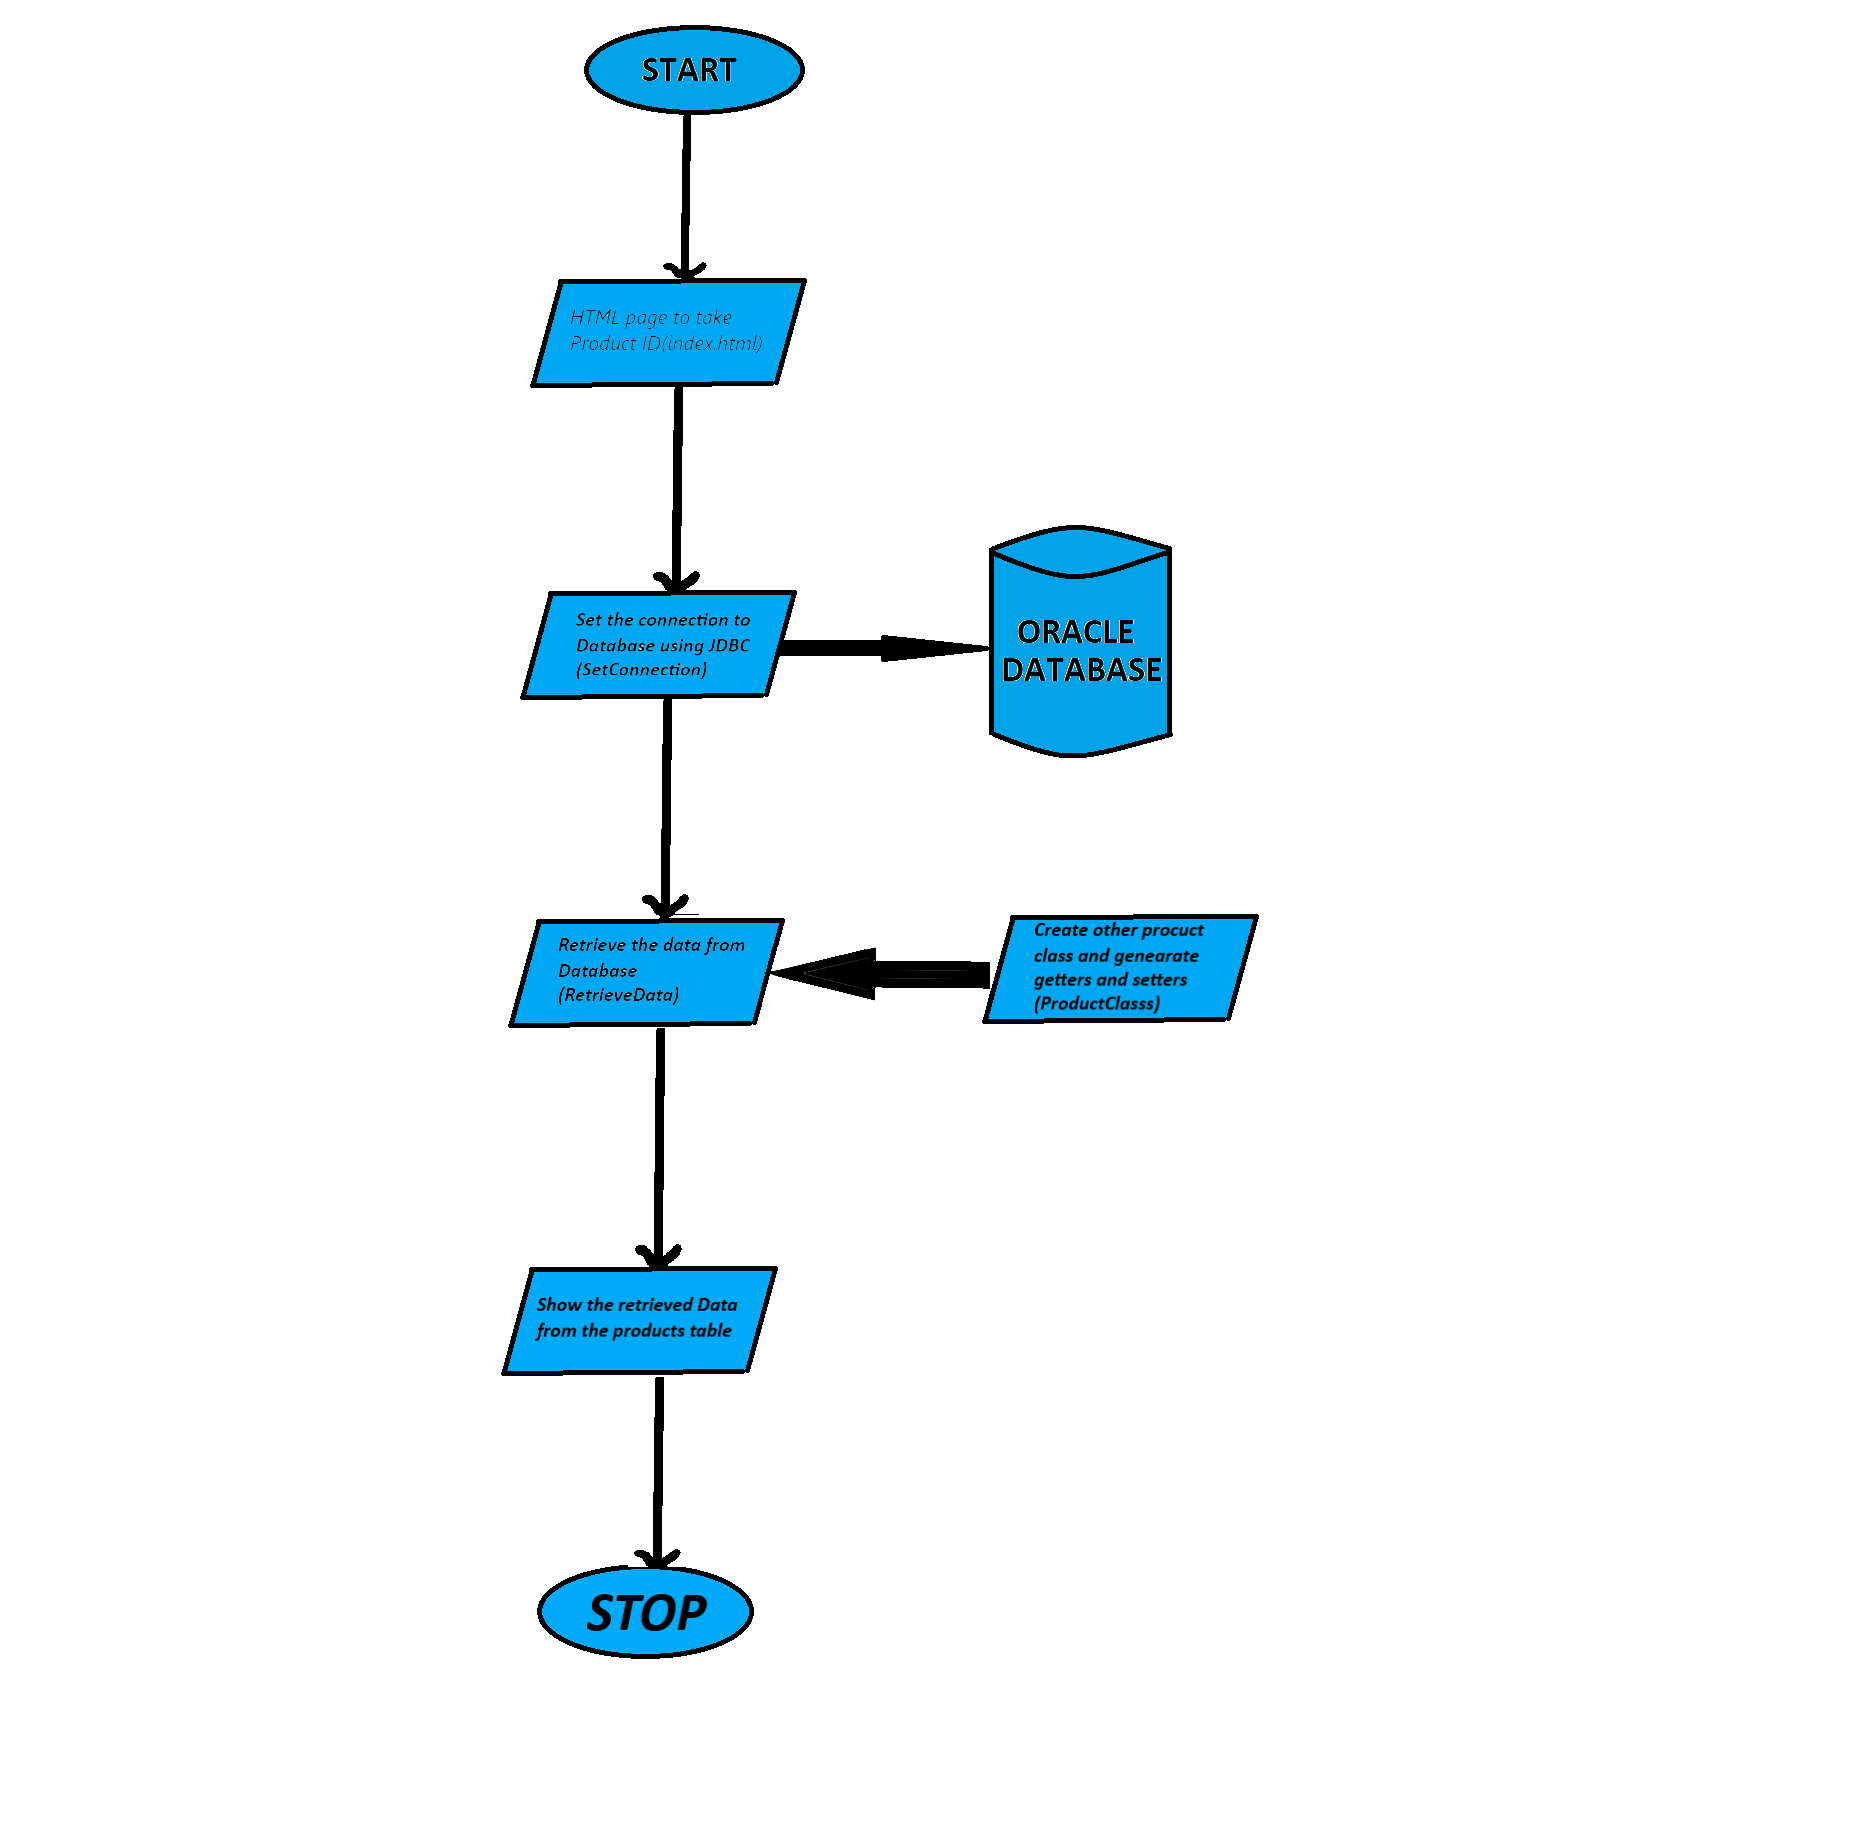 START
HTML page to take
Product ID(index.html)
Set the connection to
Database using JDBC
(SetConnection)
ORACLE
DATABASE
Retrieve the data from
Database
(RetrieveData)
Create other procuct
class and genearate
getters and setters
(ProductClasss)
Show the retrieved Data
from the products table
STOP